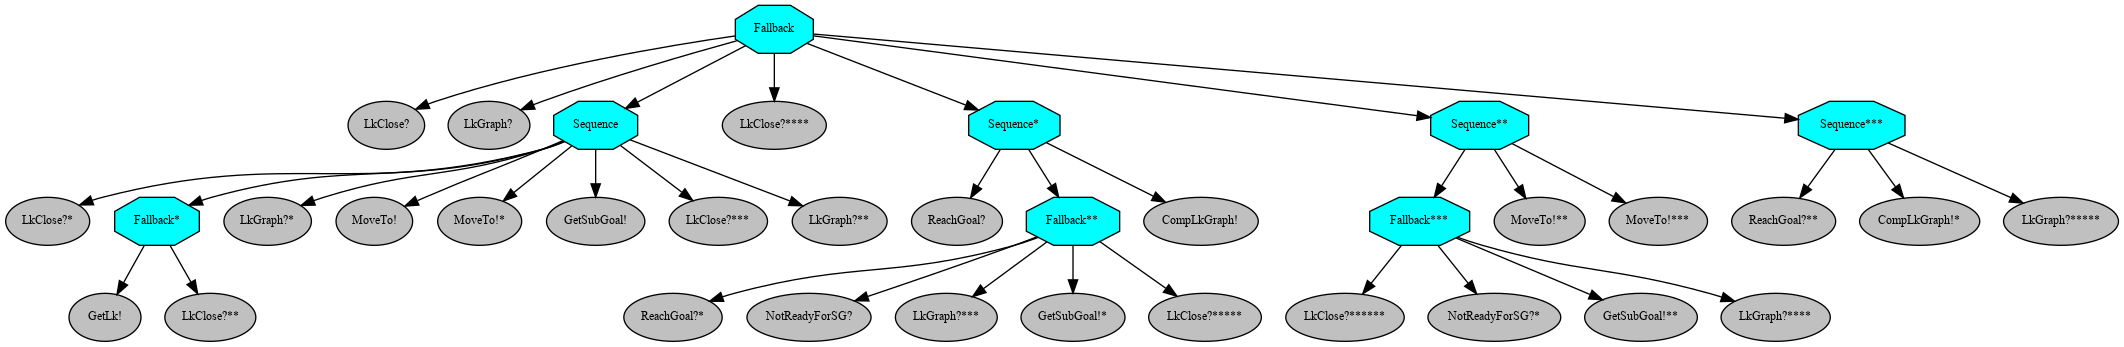 Fallback
LkClose?
LkGraph?
Sequence
LkClose?****
Sequence*
Sequence**
Sequence***
LkClose?*
Fallback*
LkGraph?*
MoveTo!
MoveTo!*
GetSubGoal!
LkClose?***
LkGraph?**
ReachGoal?
Fallback**
CompLkGraph!
Fallback***
MoveTo!**
MoveTo!***
ReachGoal?**
CompLkGraph!*
LkGraph?*****
GetLk!
LkClose?**
ReachGoal?*
NotReadyForSG?
LkGraph?***
GetSubGoal!*
LkClose?*****
LkClose?******
NotReadyForSG?*
GetSubGoal!**
LkGraph?****